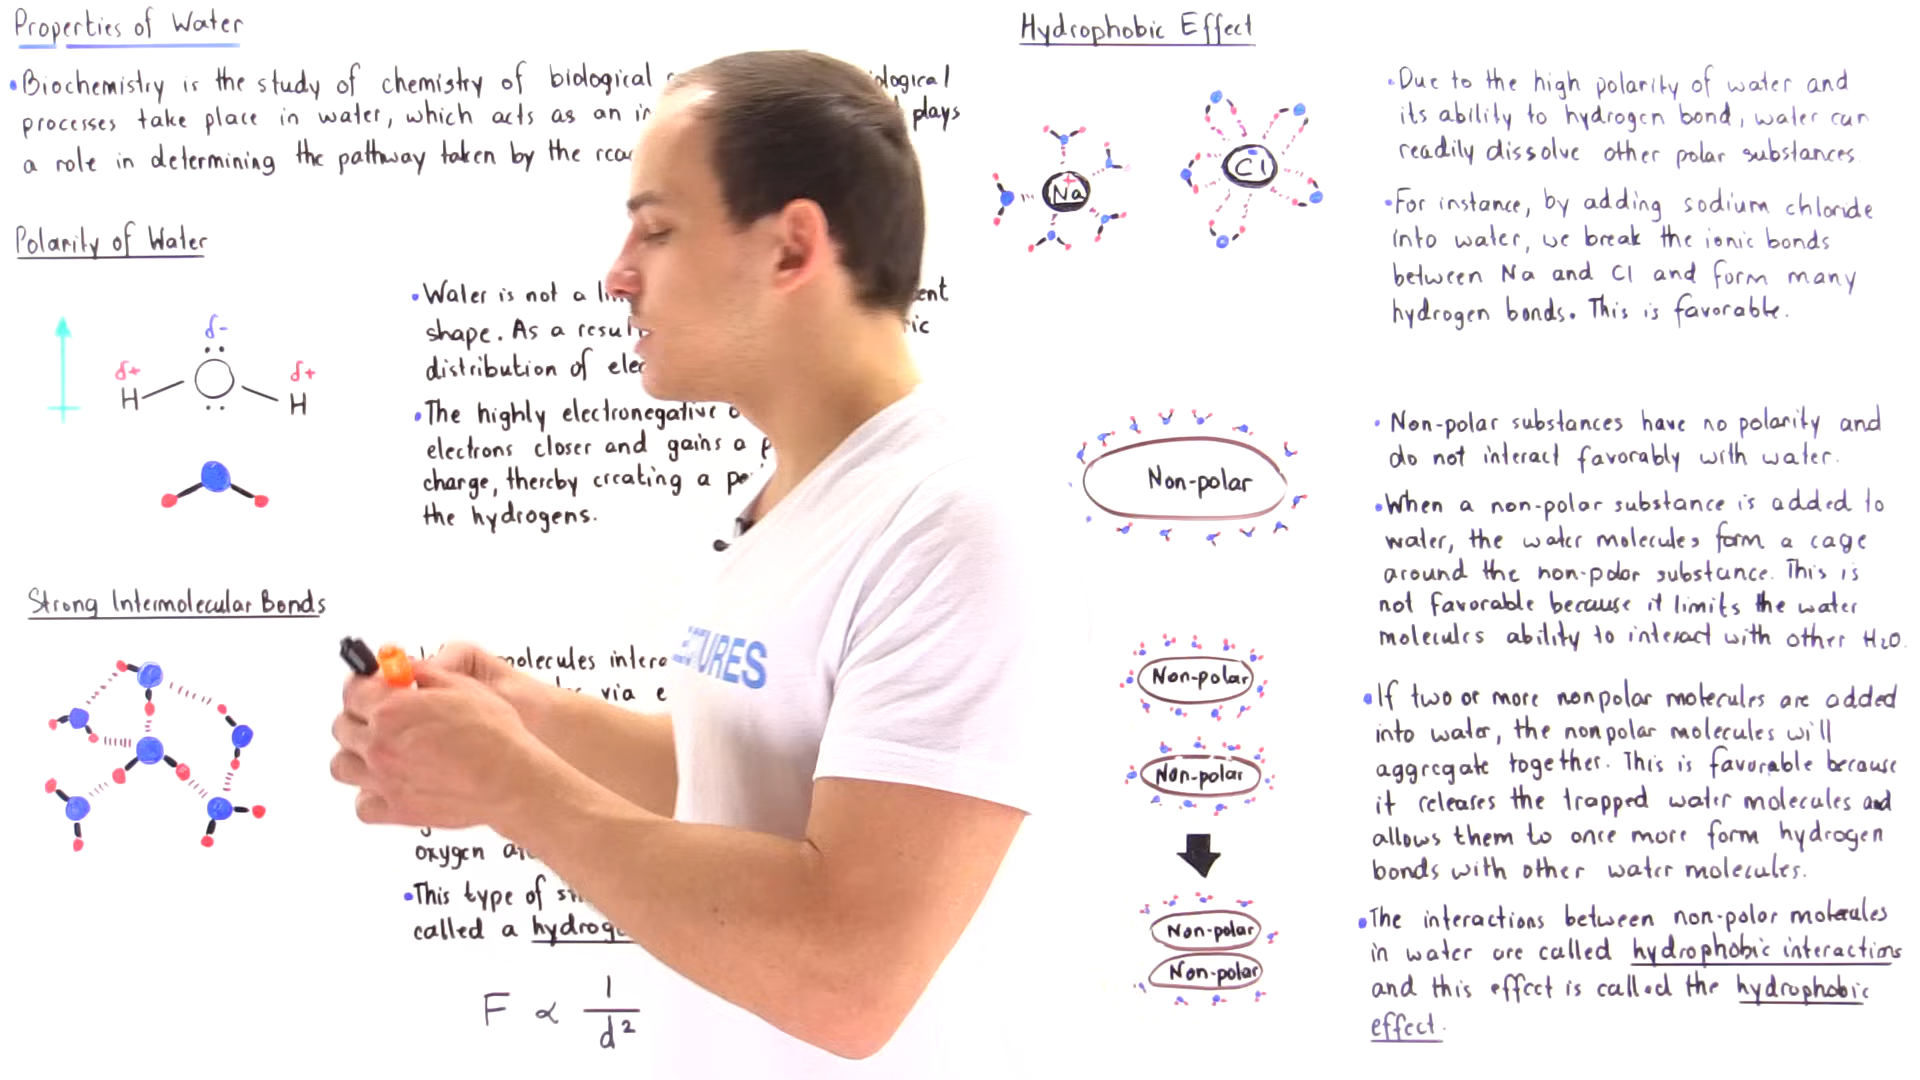 Properties of Water
•Biochemistry is the study of chemistry of biological
processes take place in water, which acts as an plays
a role in determining the pathway taken by the
Polarity of Water
δ-
δ+ δ+
H H
•Water is not a
shape. As a
distribution of
•The highly electronegative
electrons closer and gains a
charge, thereby creating a
the hydrogens.
Strong Intermolecular Bonds
via
oxygen
•This type of
called a
F ∝ 1/d²
URES
Hydrophobic Effect
+
Na
-
Cl
•Due to the high polarity of water and
its ability to hydrogen bond, water can
readily dissolve other polar substances.
•For instance, by adding sodium chloride
into water, we break the ionic bonds
between Na and Cl and form many
hydrogen bonds. This is favorable.
Non-polar
•Non-polar substances have no polarity and
do not interact favorably with water.
•When a non-polar substance is added to
water, the water molecules form a cage
around the non-polar substance. This is
not favorable because it limits the water
molecules ability to interact with other H2O.
Non-polar
Non-polar
Non-polar
Non-polar
•If two or more nonpolar molecules are added
into water, the nonpolar molecules will
aggregate together. This is favorable because
it releases the trapped water molecules and
allows them to once more form hydrogen
bonds with other water molecules.
•The interactions between non-polar molecules
in water are called hydrophobic interactions
and this effect is called the hydrophobic
effect.